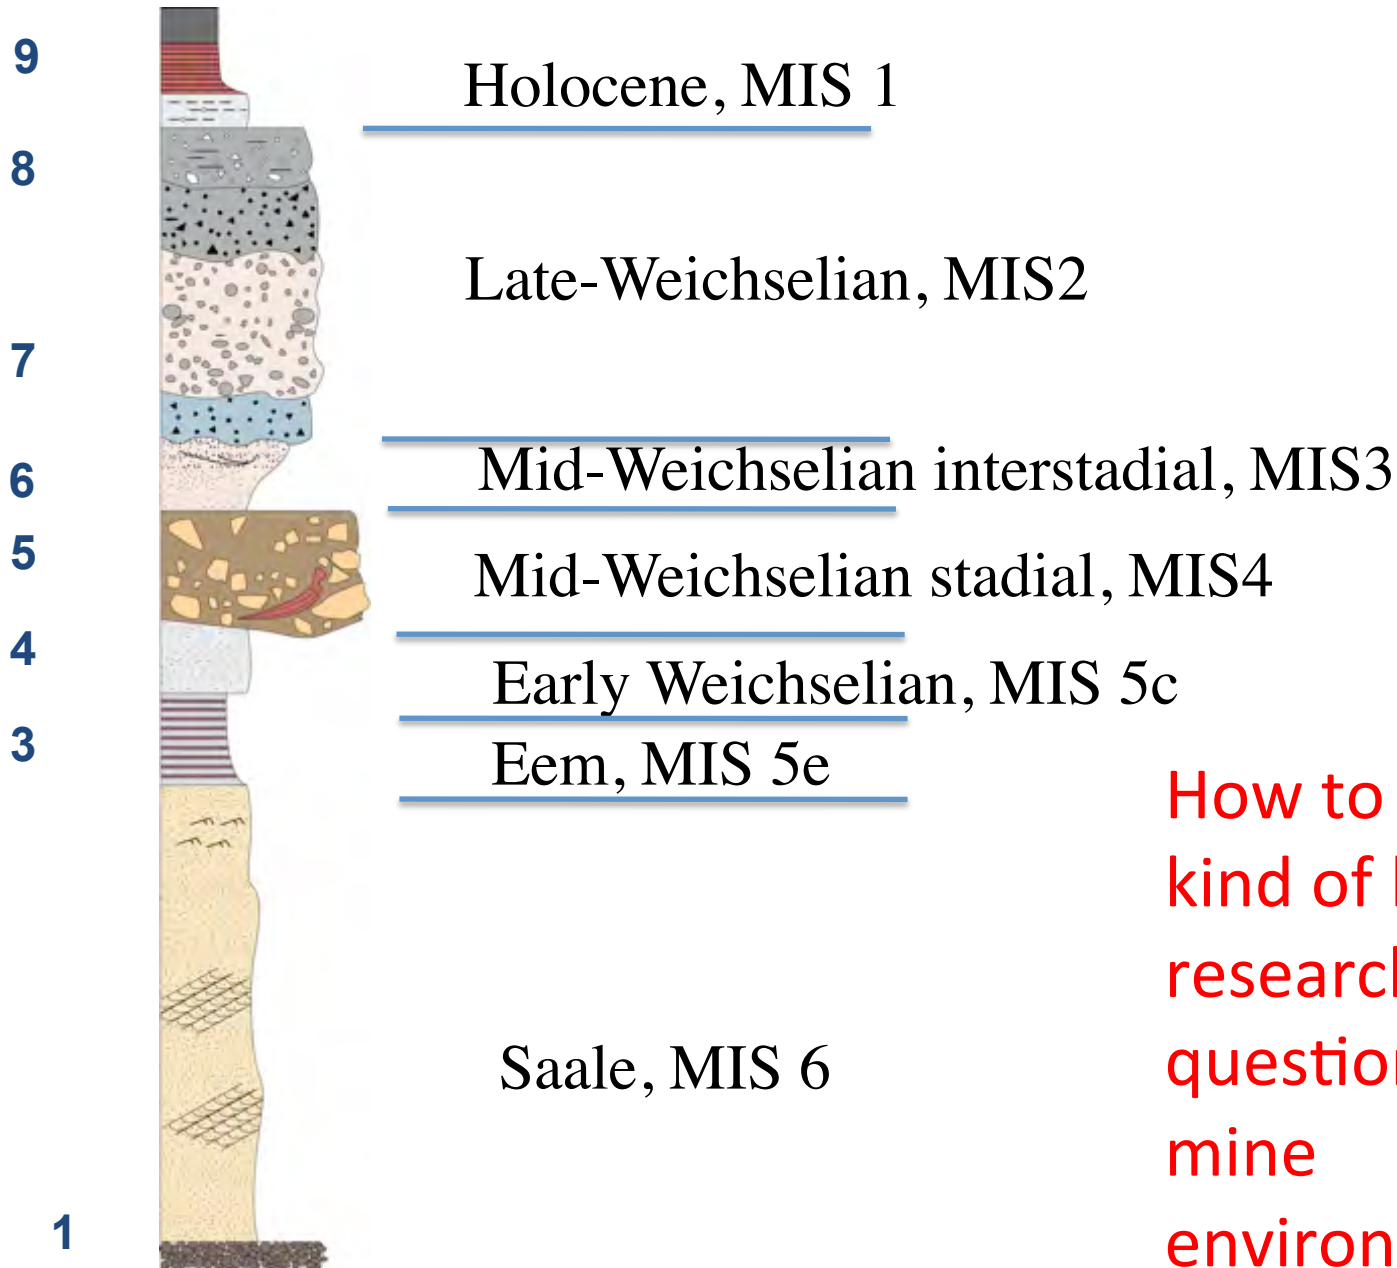 9
Holocene, MIS 1
8
Late-Weichselian, MIS2
7
6
Mid-Weichselian interstadial, MIS3
5
Mid-Weichselian stadial, MIS4
4
Early Weichselian, MIS 5c
3
Eem, MIS 5e
How to
kind of
research
question
mine
environ
Saale, MIS 6
1